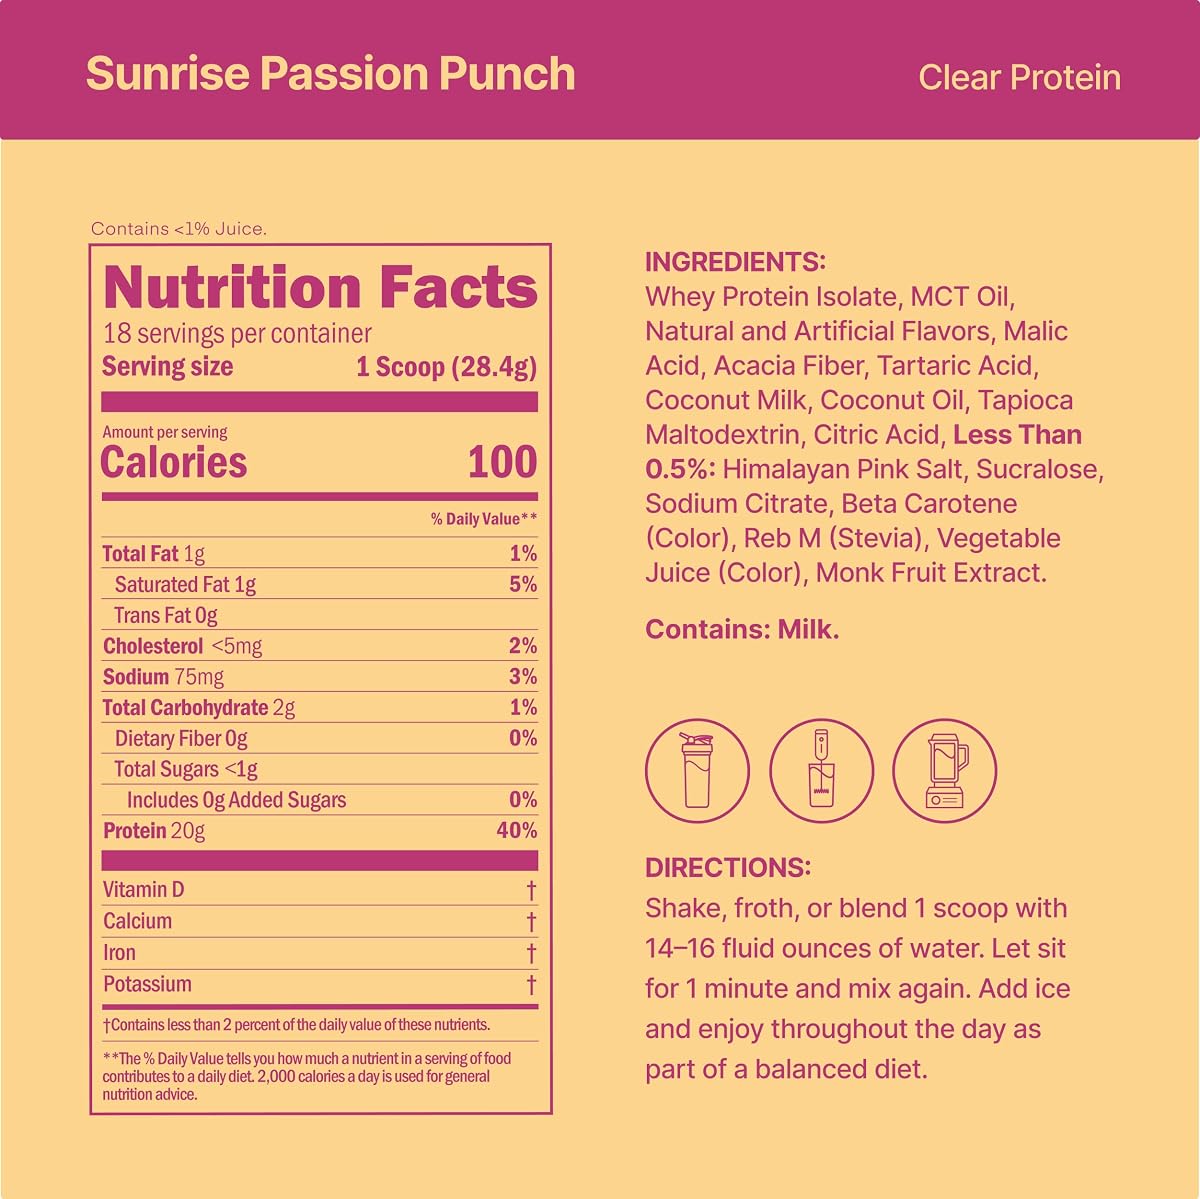 Sunrise Passion Punch
Clear Protein
Contains <1% Juice.
Nutrition Facts
18 servings per container
Serving size 1 Scoop (28.4g)
Amount per serving
Calories 100
% Daily Value**
Total Fat 1g 1%
Saturated Fat 1g 5%
Trans Fat 0g
Cholesterol <5mg 2%
Sodium 75mg 3%
Total Carbohydrate 2g 1%
Dietary Fiber 0g 0%
Total Sugars <1g
Includes 0g Added Sugars 0%
Protein 20g 40%
Vitamin D †
Calcium †
Iron †
Potassium †
†Contains less than 2 percent of the daily value of these nutrients.
**The % Daily Value tells you how much a nutrient in a serving of food
contributes to a daily diet. 2,000 calories a day is used for general
nutrition advice.
INGREDIENTS:
Whey Protein Isolate, MCT Oil,
Natural and Artificial Flavors, Malic
Acid, Acacia Fiber, Tartaric Acid,
Coconut Milk, Coconut Oil, Tapioca
Maltodextrin, Citric Acid, Less Than
0.5%: Himalayan Pink Salt, Sucralose,
Sodium Citrate, Beta Carotene
(Color), Reb M (Stevia), Vegetable
Juice (Color), Monk Fruit Extract.
Contains: Milk.
DIRECTIONS:
Shake, froth, or blend 1 scoop with
14–16 fluid ounces of water. Let sit
for 1 minute and mix again. Add ice
and enjoy throughout the day as
part of a balanced diet.